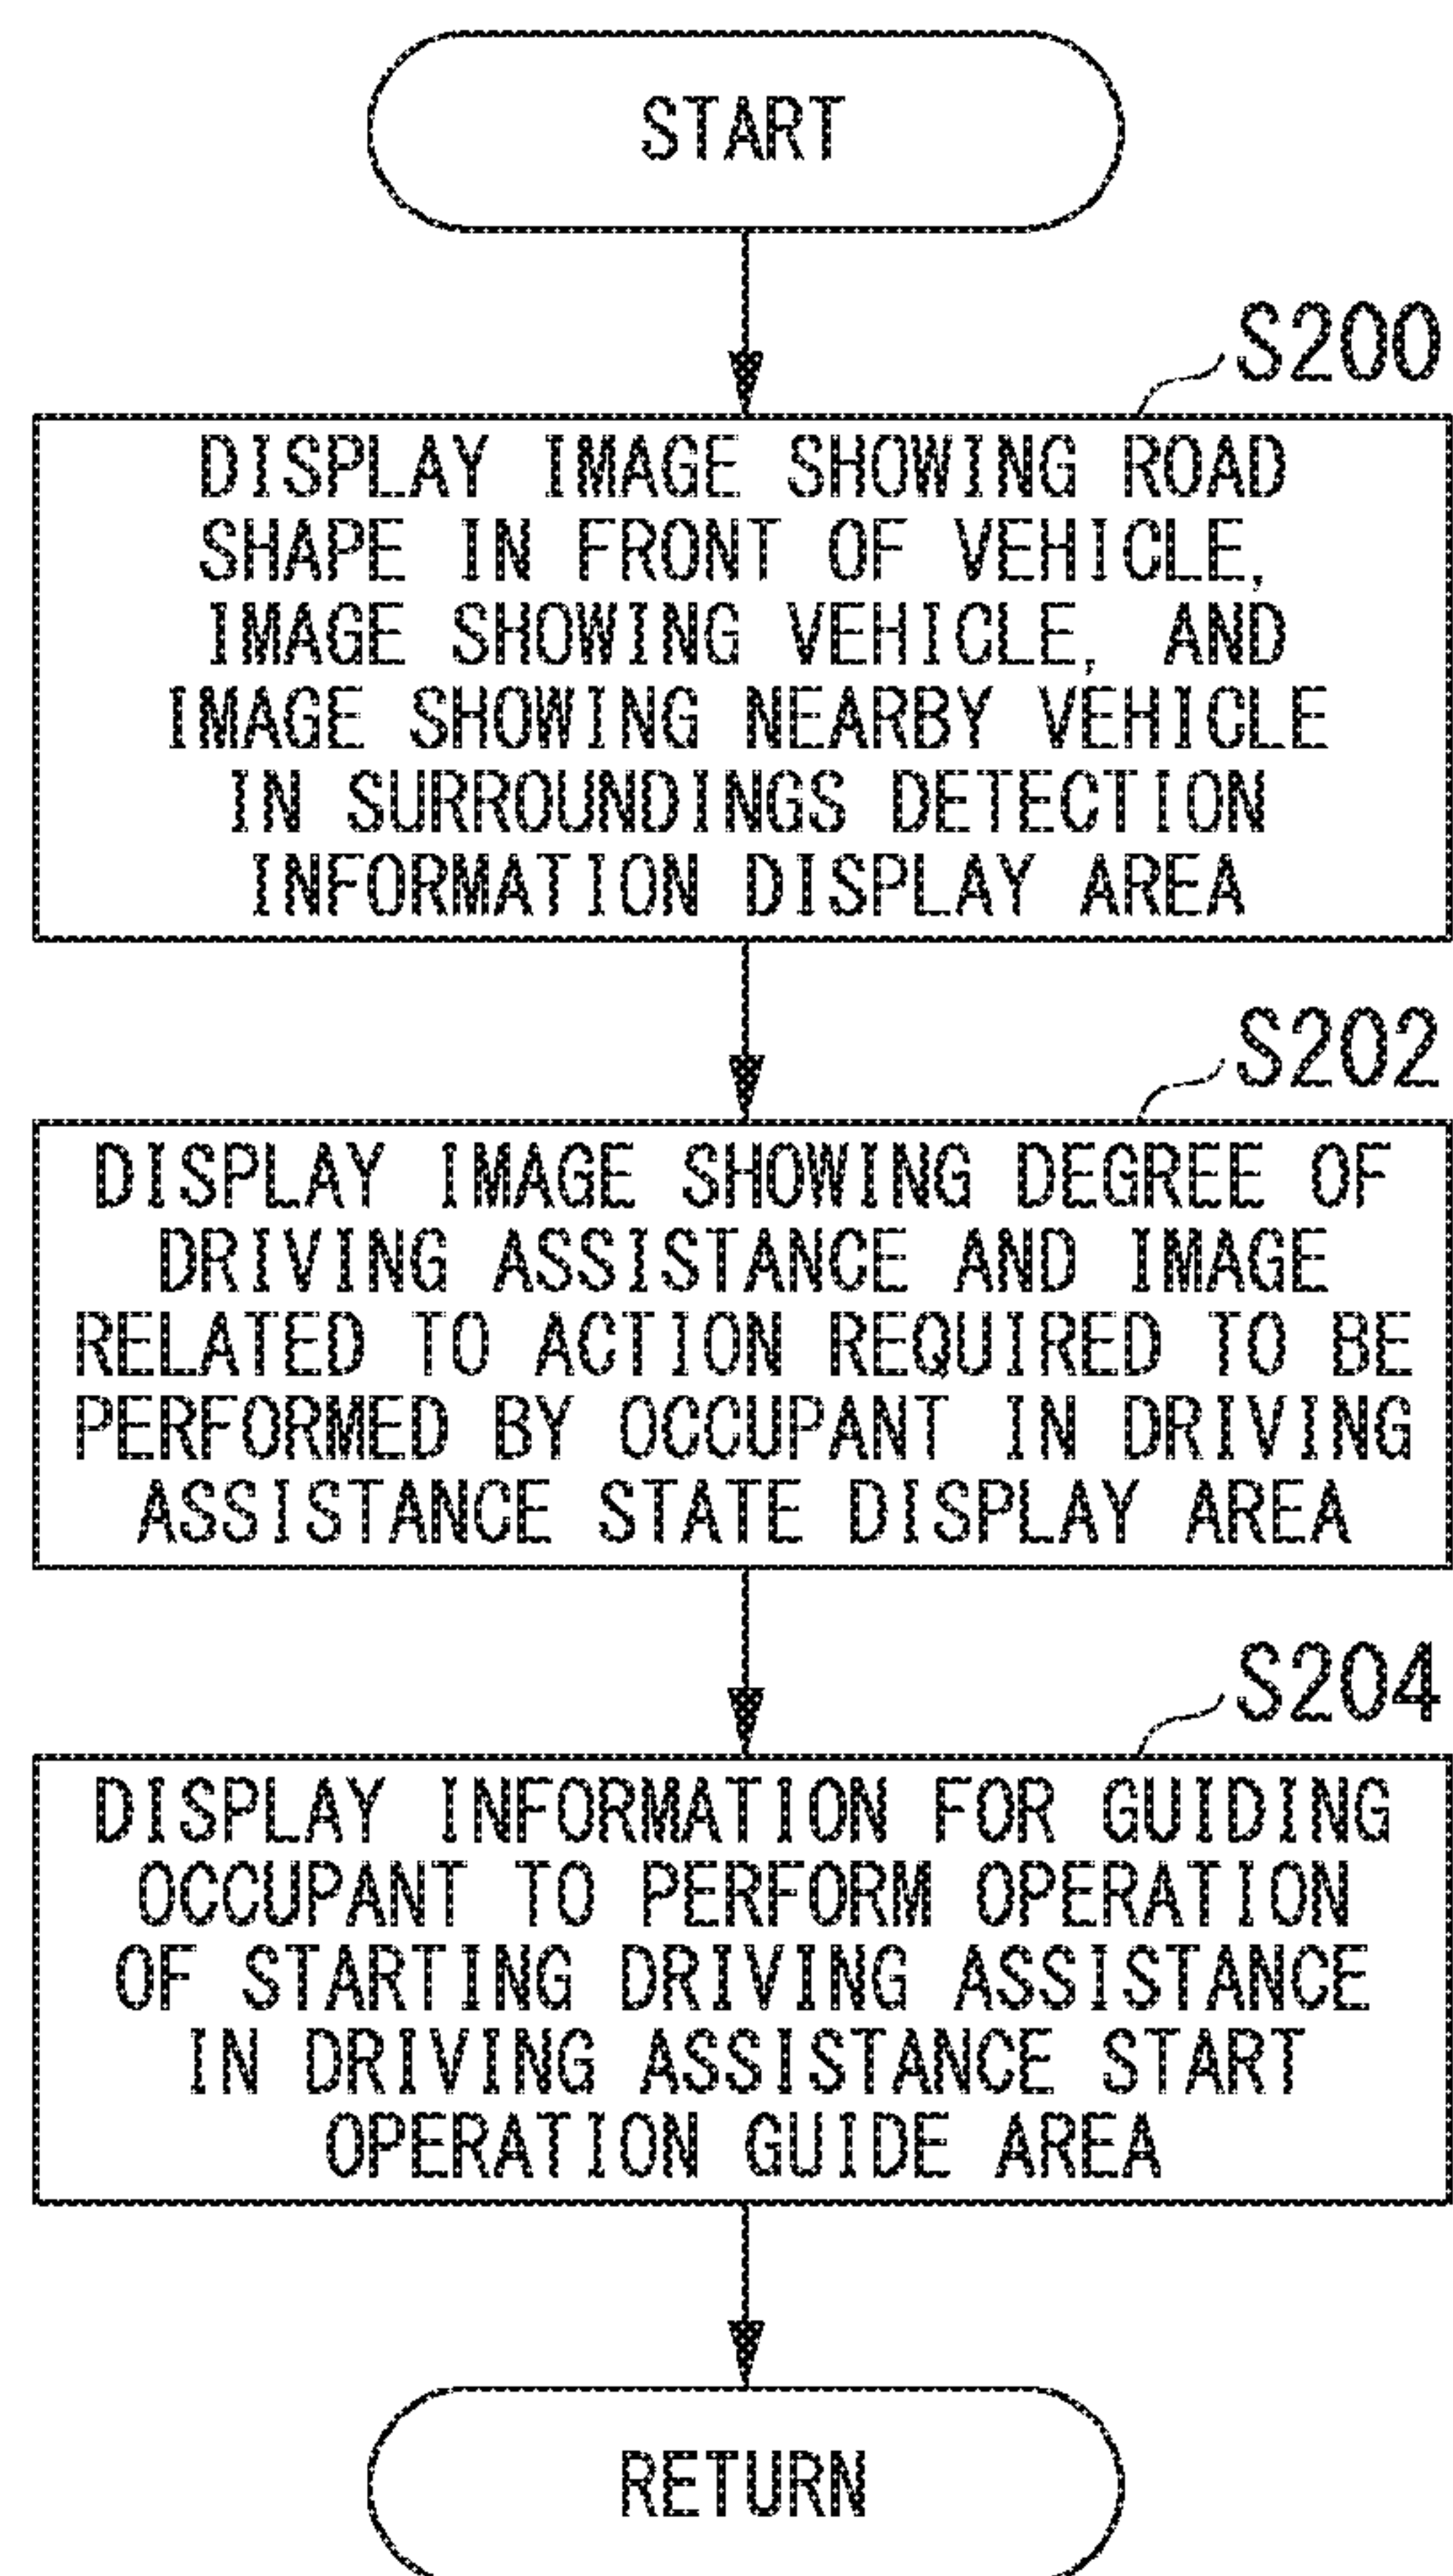 START
S200
DISPLAY IMAGE SHOWING ROAD
SHAPE IN FRONT OF VEHICLE,
IMAGE SHOWING VEHICLE, AND
IMAGE SHOWING NEARBY VEHICLE
IN SURROUNDINGS DETECTION
INFORMATION DISPLAY AREA
S202
DISPLAY IMAGE SHOWING DEGREE OF
DRIVING ASSISTANCE AND IMAGE
RELATED TO ACTION REQUIRED TO BE
PERFORMED BY OCCUPANT IN DRIVING
ASSISTANCE STATE DISPLAY AREA
S204
DISPLAY INFORMATION FOR GUIDING
OCCUPANT TO PERFORM OPERATION
OF STARTING DRIVING ASSISTANCE
IN DRIVING ASSISTANCE START
OPERATION GUIDE AREA
RETURN